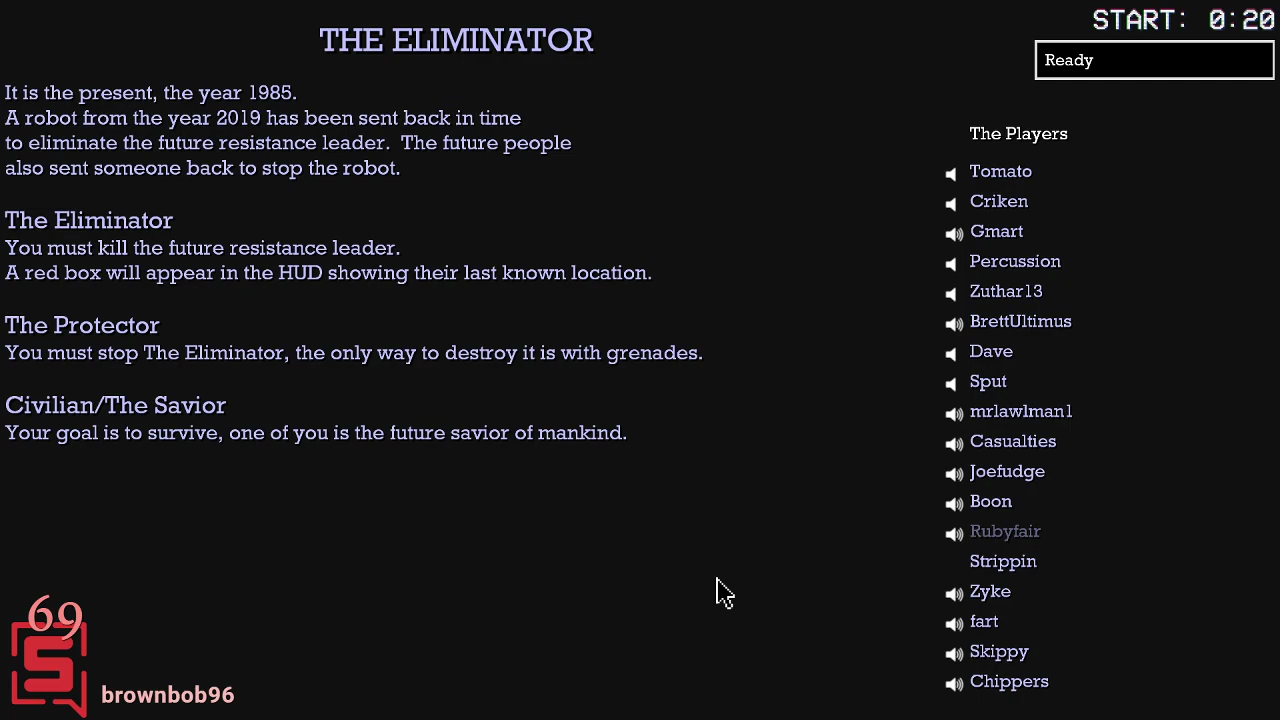 THE ELIMINATOR
START: 0:20
Ready
It is the present, the year 1985.
A robot from the year 2019 has been sent back in time
to eliminate the future resistance leader. The future people
also sent someone back to stop the robot.
The Eliminator
You must kill the future resistance leader.
A red box will appear in the HUD showing their last known location.
The Protector
You must stop The Eliminator, the only way to destroy it is with grenades.
Civilian/The Savior
Your goal is to survive, one of you is the future savior of mankind.
The Players
Tomato
Criken
Gmart
Percussion
Zuthar13
BrettUltimus
Dave
Sput
mrlawlman1
Casualties
Joefudge
Boon
Rubyfair
Strippin
Zyke
fart
Skippy
Chippers
69
S
brownbob96